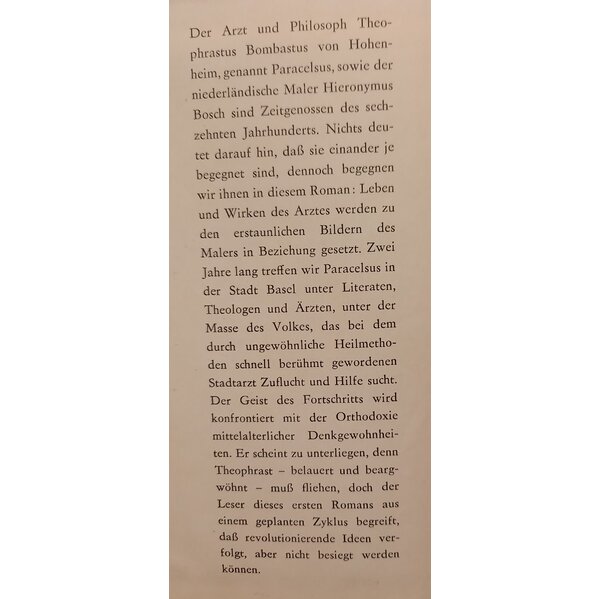 Der Arzt und Philosoph Theo-
phrastus Bombastus von Hohen-
heim, genannt Paracelsus, sowie der
niederländische Maler Hieronymus
Bosch sind Zeitgenossen des sech-
zehnten Jahrhunderts. Nichts deu-
tet darauf hin, daß sie einander je
begegnet sind, dennoch begegnen
wir ihnen in diesem Roman: Leben
und Wirken des Arztes werden zu
den erstaunlichen Bildern des
Malers in Beziehung gesetzt. Zwei
Jahre lang treffen wir Paracelsus in
der Stadt Basel unter Literaten,
Theologen und Ärzten, unter der
Masse des Volkes, das bei dem
durch ungewöhnliche Heilmetho-
den schnell berühmt gewordenen
Stadtarzt Zuflucht und Hilfe sucht.
Der Geist des Fortschritts wird
konfrontiert mit der Orthodoxie
mittelalterlicher Denkgewohnhei-
ten. Er scheint zu unterliegen, denn
Theophrast – belauert und bearg-
wöhnt – muß fliehen, doch der
Leser dieses ersten Romans aus
einem geplanten Zyklus begreift,
daß revolutionierende Ideen ver-
folgt, aber nicht besiegt werden
können.